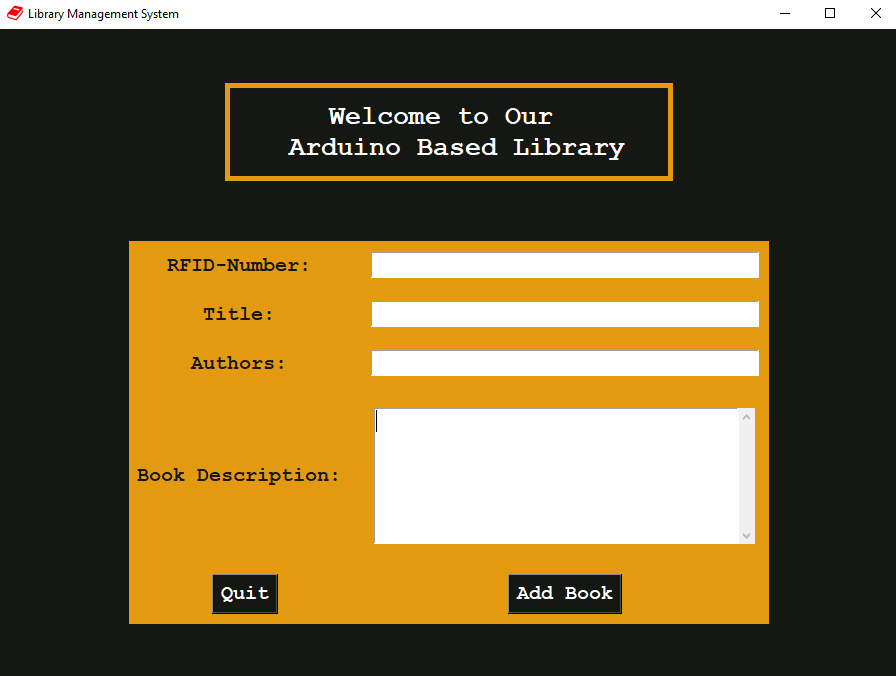 Library Management System
Welcome to Our
Arduino Based Library
RFID-Number:
Title:
Authors:
Book Description:
Quit
Add Book